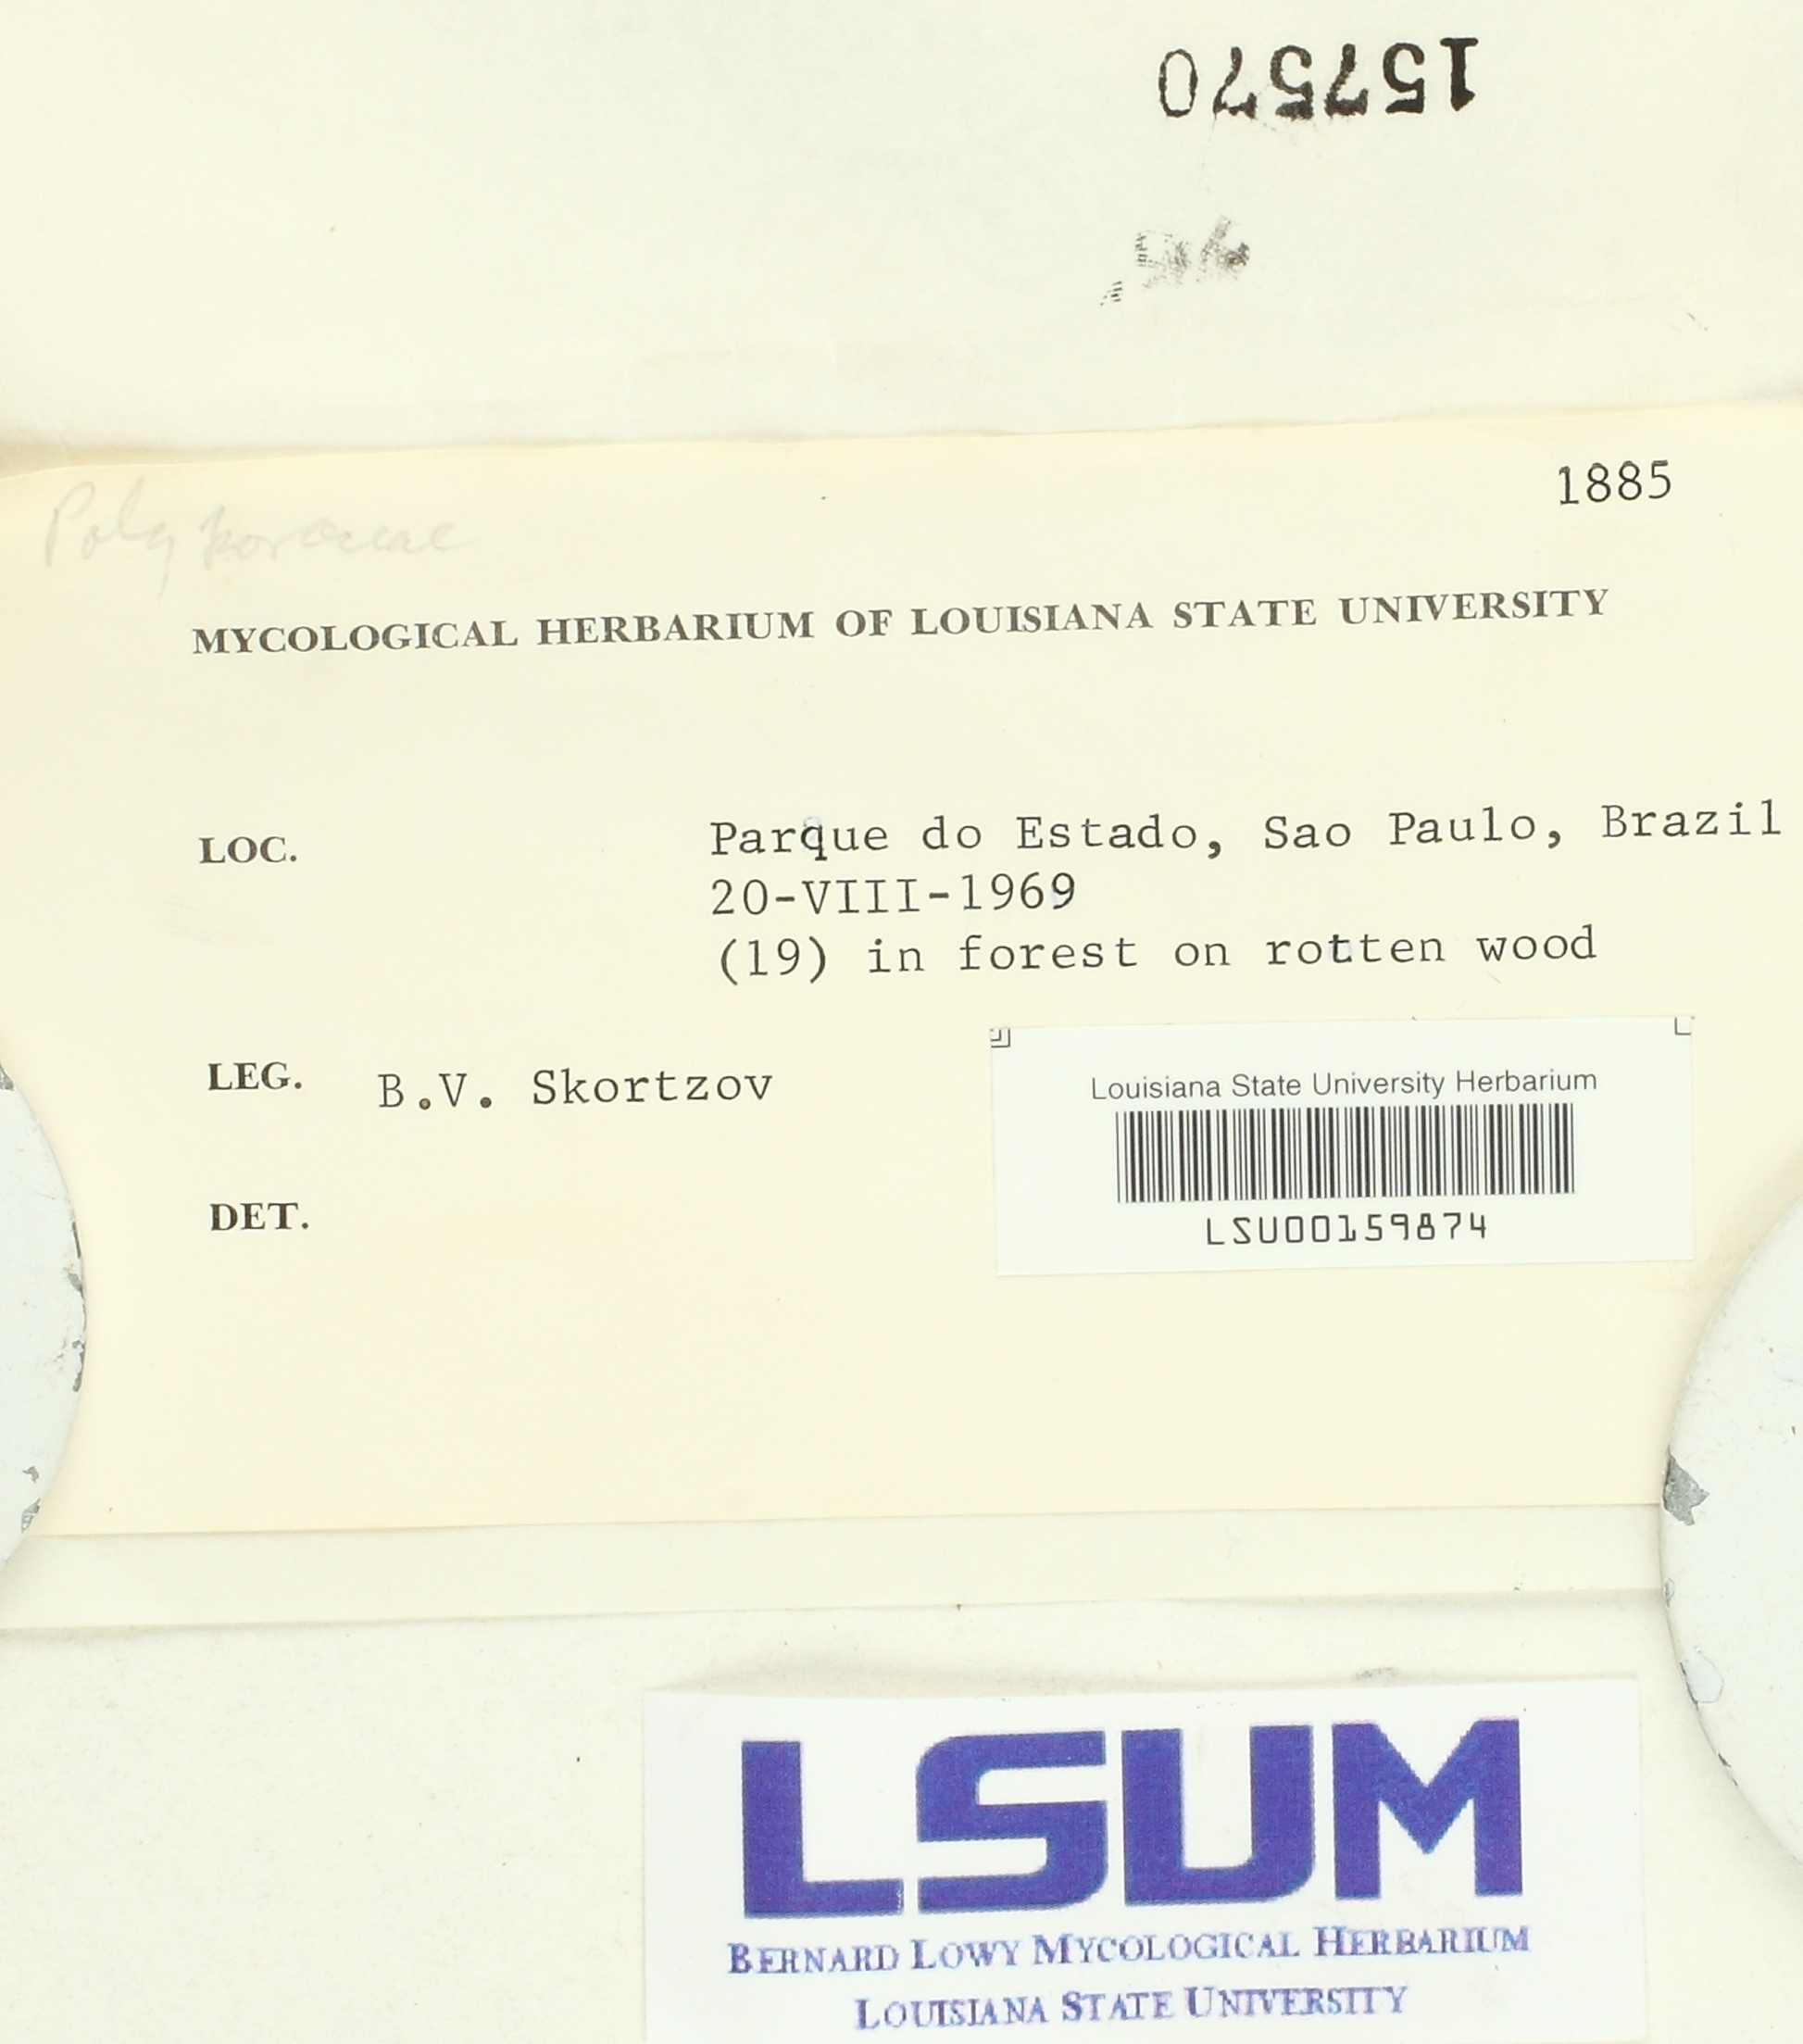 157570
1885
Polyporaceae
MYCOLOGICAL HERBARIUM OF LOUISIANA STATE UNIVERSITY
LOC. Parque do Estado, Sao Paulo, Brazil
20-VIII-1969
(19) in forest on rotten wood
LEG. B.V. Skortzov
DET.
Louisiana State University Herbarium
LSU00159874
LSUM
BERNARD LOWY MYCOLOGICAL HERBARIUM
LOUISIANA STATE UNIVERSITY